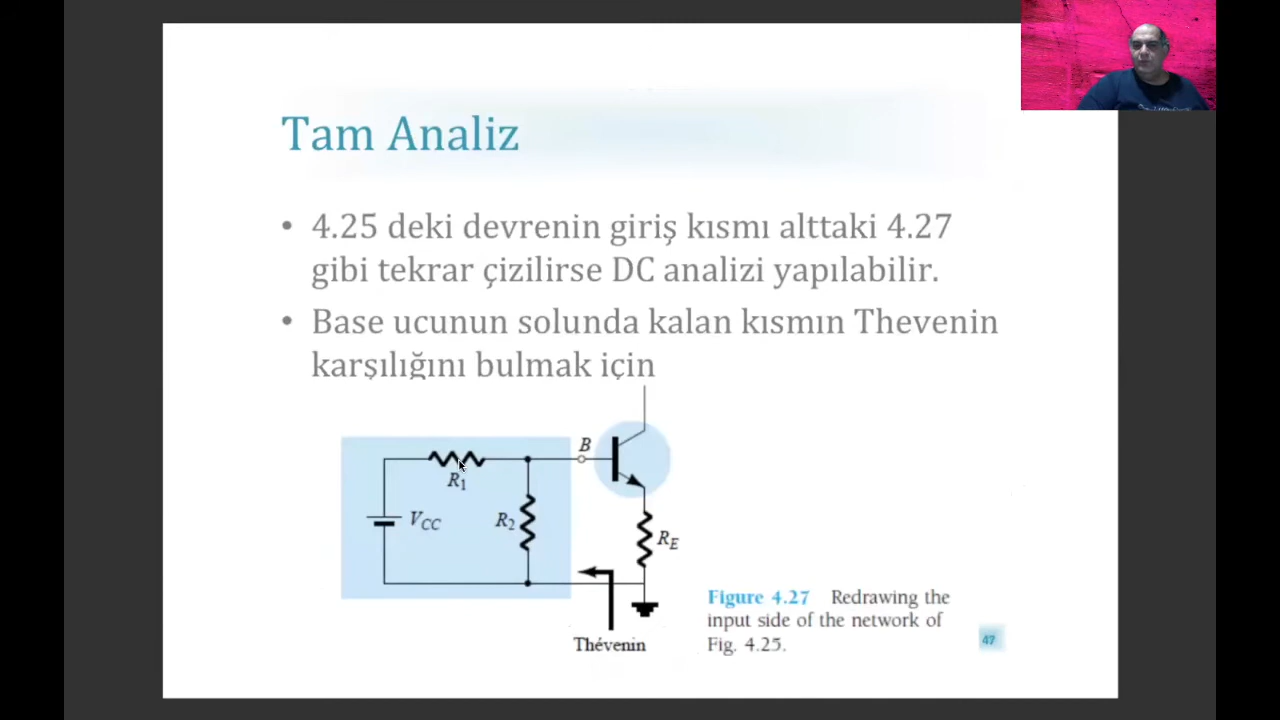 Tam Analiz
• 4.25 deki devrenin giriş kısmı alttaki 4.27
gibi tekrar çizilirse DC analizi yapılabilir.
• Base ucunun solunda kalan kısmın Thevenin
karşılığını bulmak için
B
R1
VCC
R2
RE
Thévenin
Figure 4.27 Redrawing the
input side of the network of
Fig. 4.25.
47